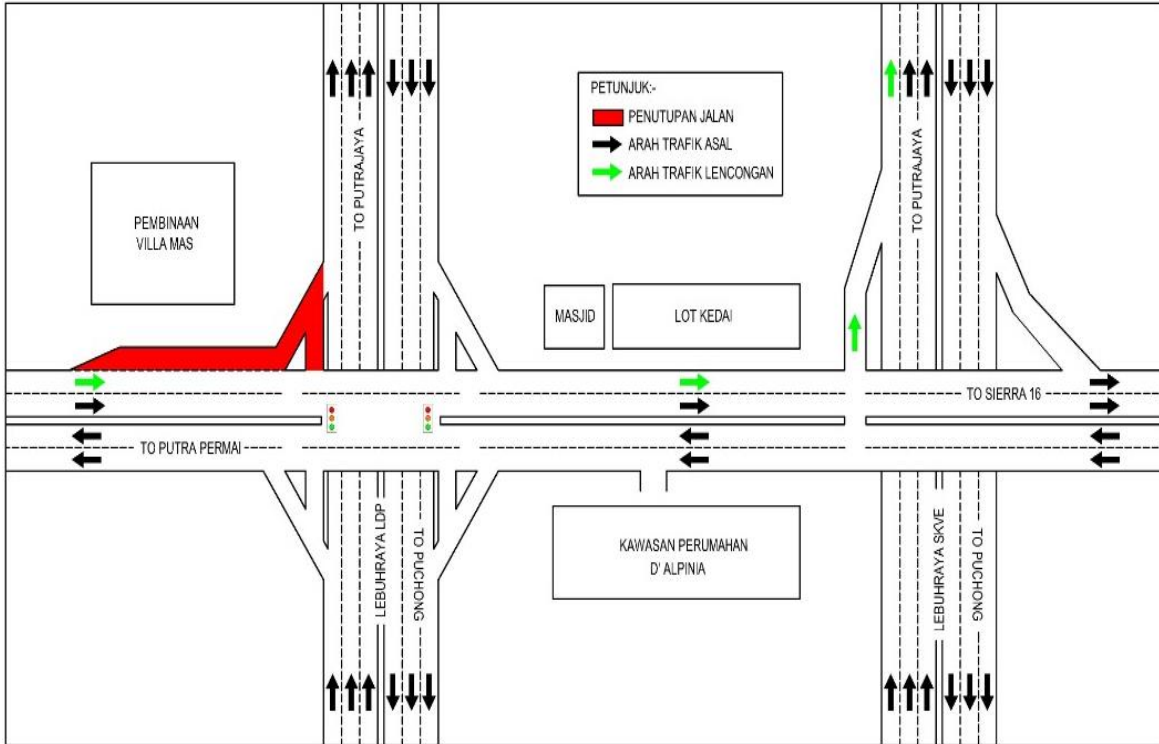 PETUNJUK:-
PENUTUPAN JALAN
ARAH TRAFIK ASAL
ARAH TRAFIK LENCONGAN
TO PUTRAJAYA
TO PUTRAJAYA
PEMBINAAN
VILLA MAS
MASJID
LOT KEDAI
TO SIERRA 16
TO PUTRA PERMAI
LEBUHRAYA LDP
TO PUCHONG
KAWASAN PERUMAHAN
D' ALPINIA
LEBUHRAYA SKVE
TO PUCHONG